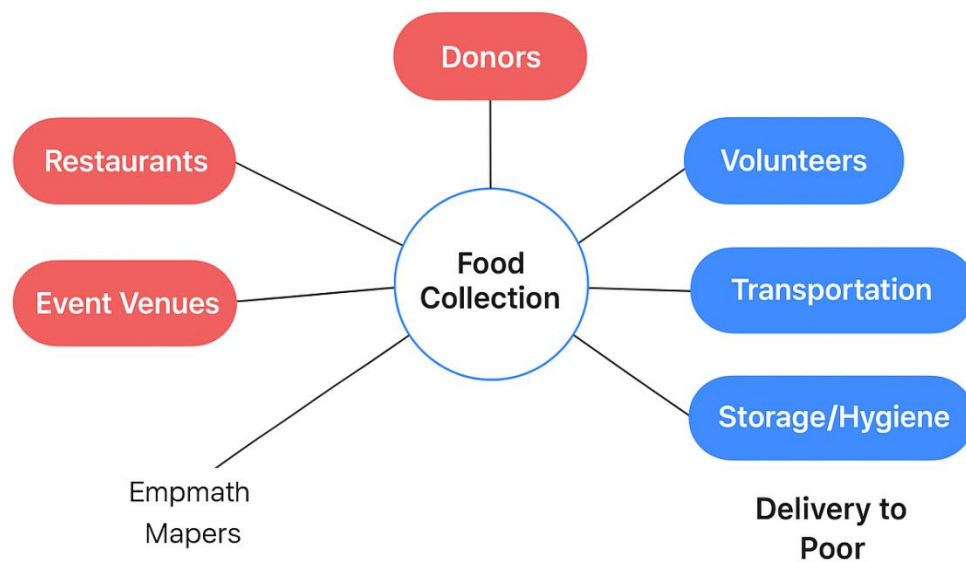 Donors
Restaurants
Volunteers
Food
Collection
Event Venues
Transportation
Storage/Hygiene
Empmath
Mapers
Delivery to
Poor